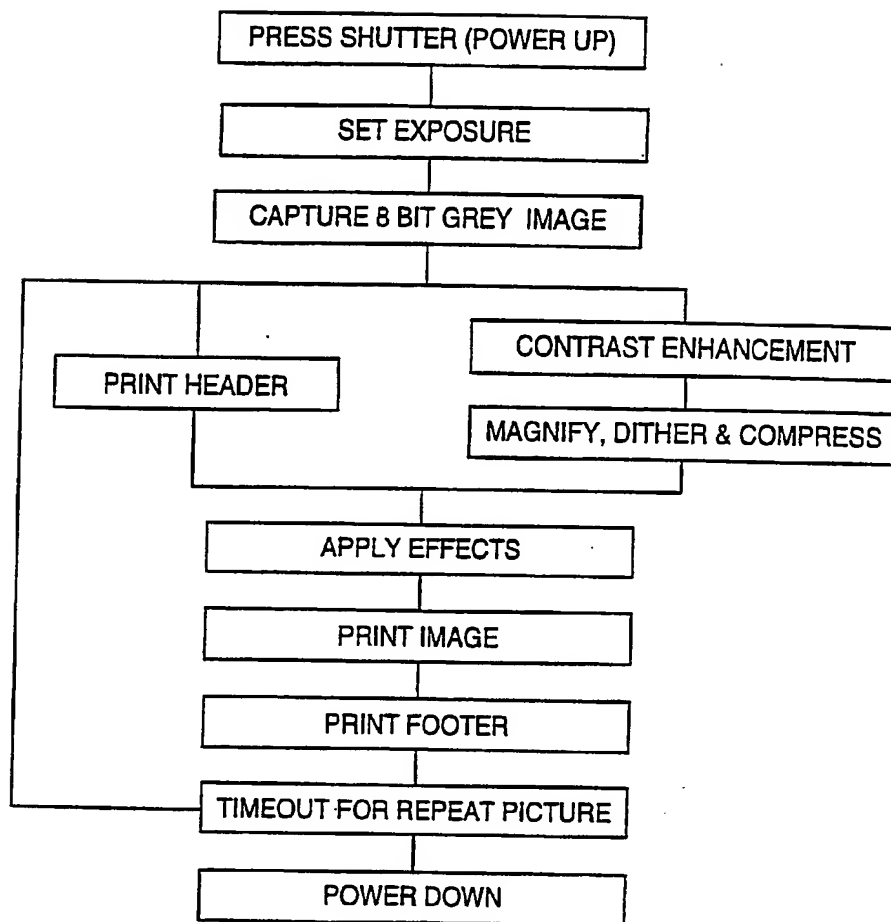 PRESS SHUTTER (POWER UP)
SET EXPOSURE
CAPTURE 8 BIT GREY IMAGE
CONTRAST ENHANCEMENT
PRINT HEADER
MAGNIFY, DITHER & COMPRESS
APPLY EFFECTS
PRINT IMAGE
PRINT FOOTER
TIMEOUT FOR REPEAT PICTURE
POWER DOWN